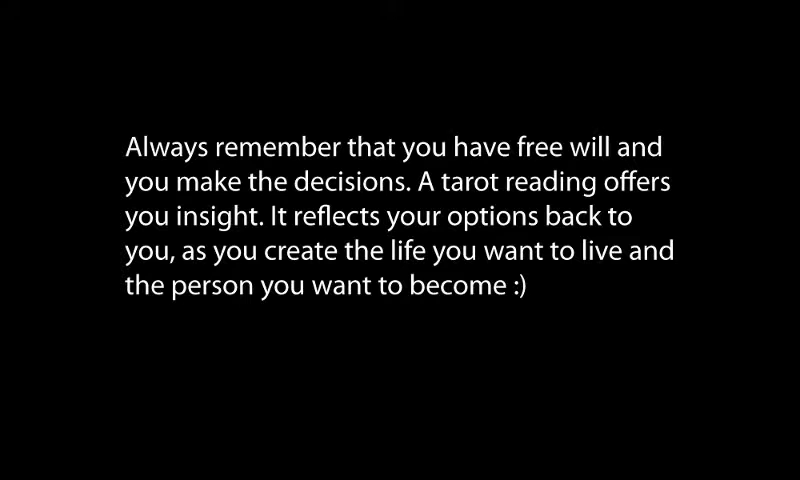 Always remember that you have free will and
you make the decisions. A tarot reading offers
you insight. It reflects your options back to
you, as you create the life you want to live and
the person you want to become :)